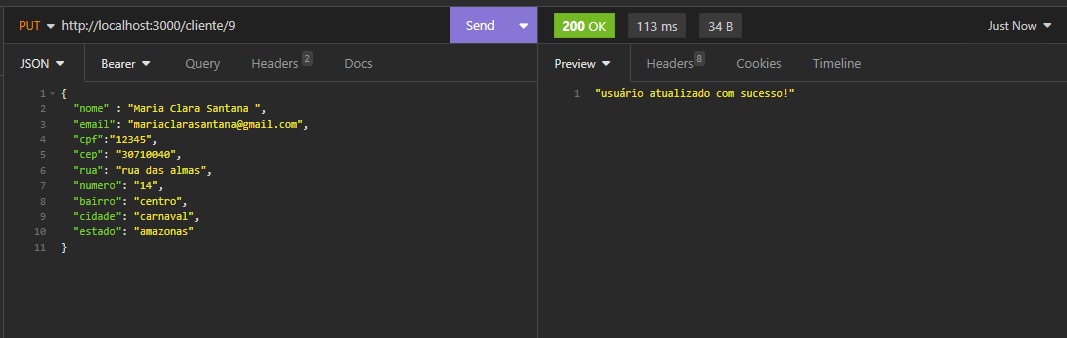 PUT http://localhost:3000/cliente/9 Send 200 OK 113 ms 34 B Just Now
JSON Bearer Query Headers 2 Docs Preview Headers 8 Cookies Timeline
1 {
2 "nome" : "Maria Clara Santana ",
3 "email": "mariaclarasantana@gmail.com",
4 "cpf":"12345",
5 "cep": "30710040",
6 "rua": "rua das almas",
7 "numero": "14",
8 "bairro": "centro",
9 "cidade": "carnaval",
10 "estado": "amazonas"
11 }
1 "usuário atualizado com sucesso!"